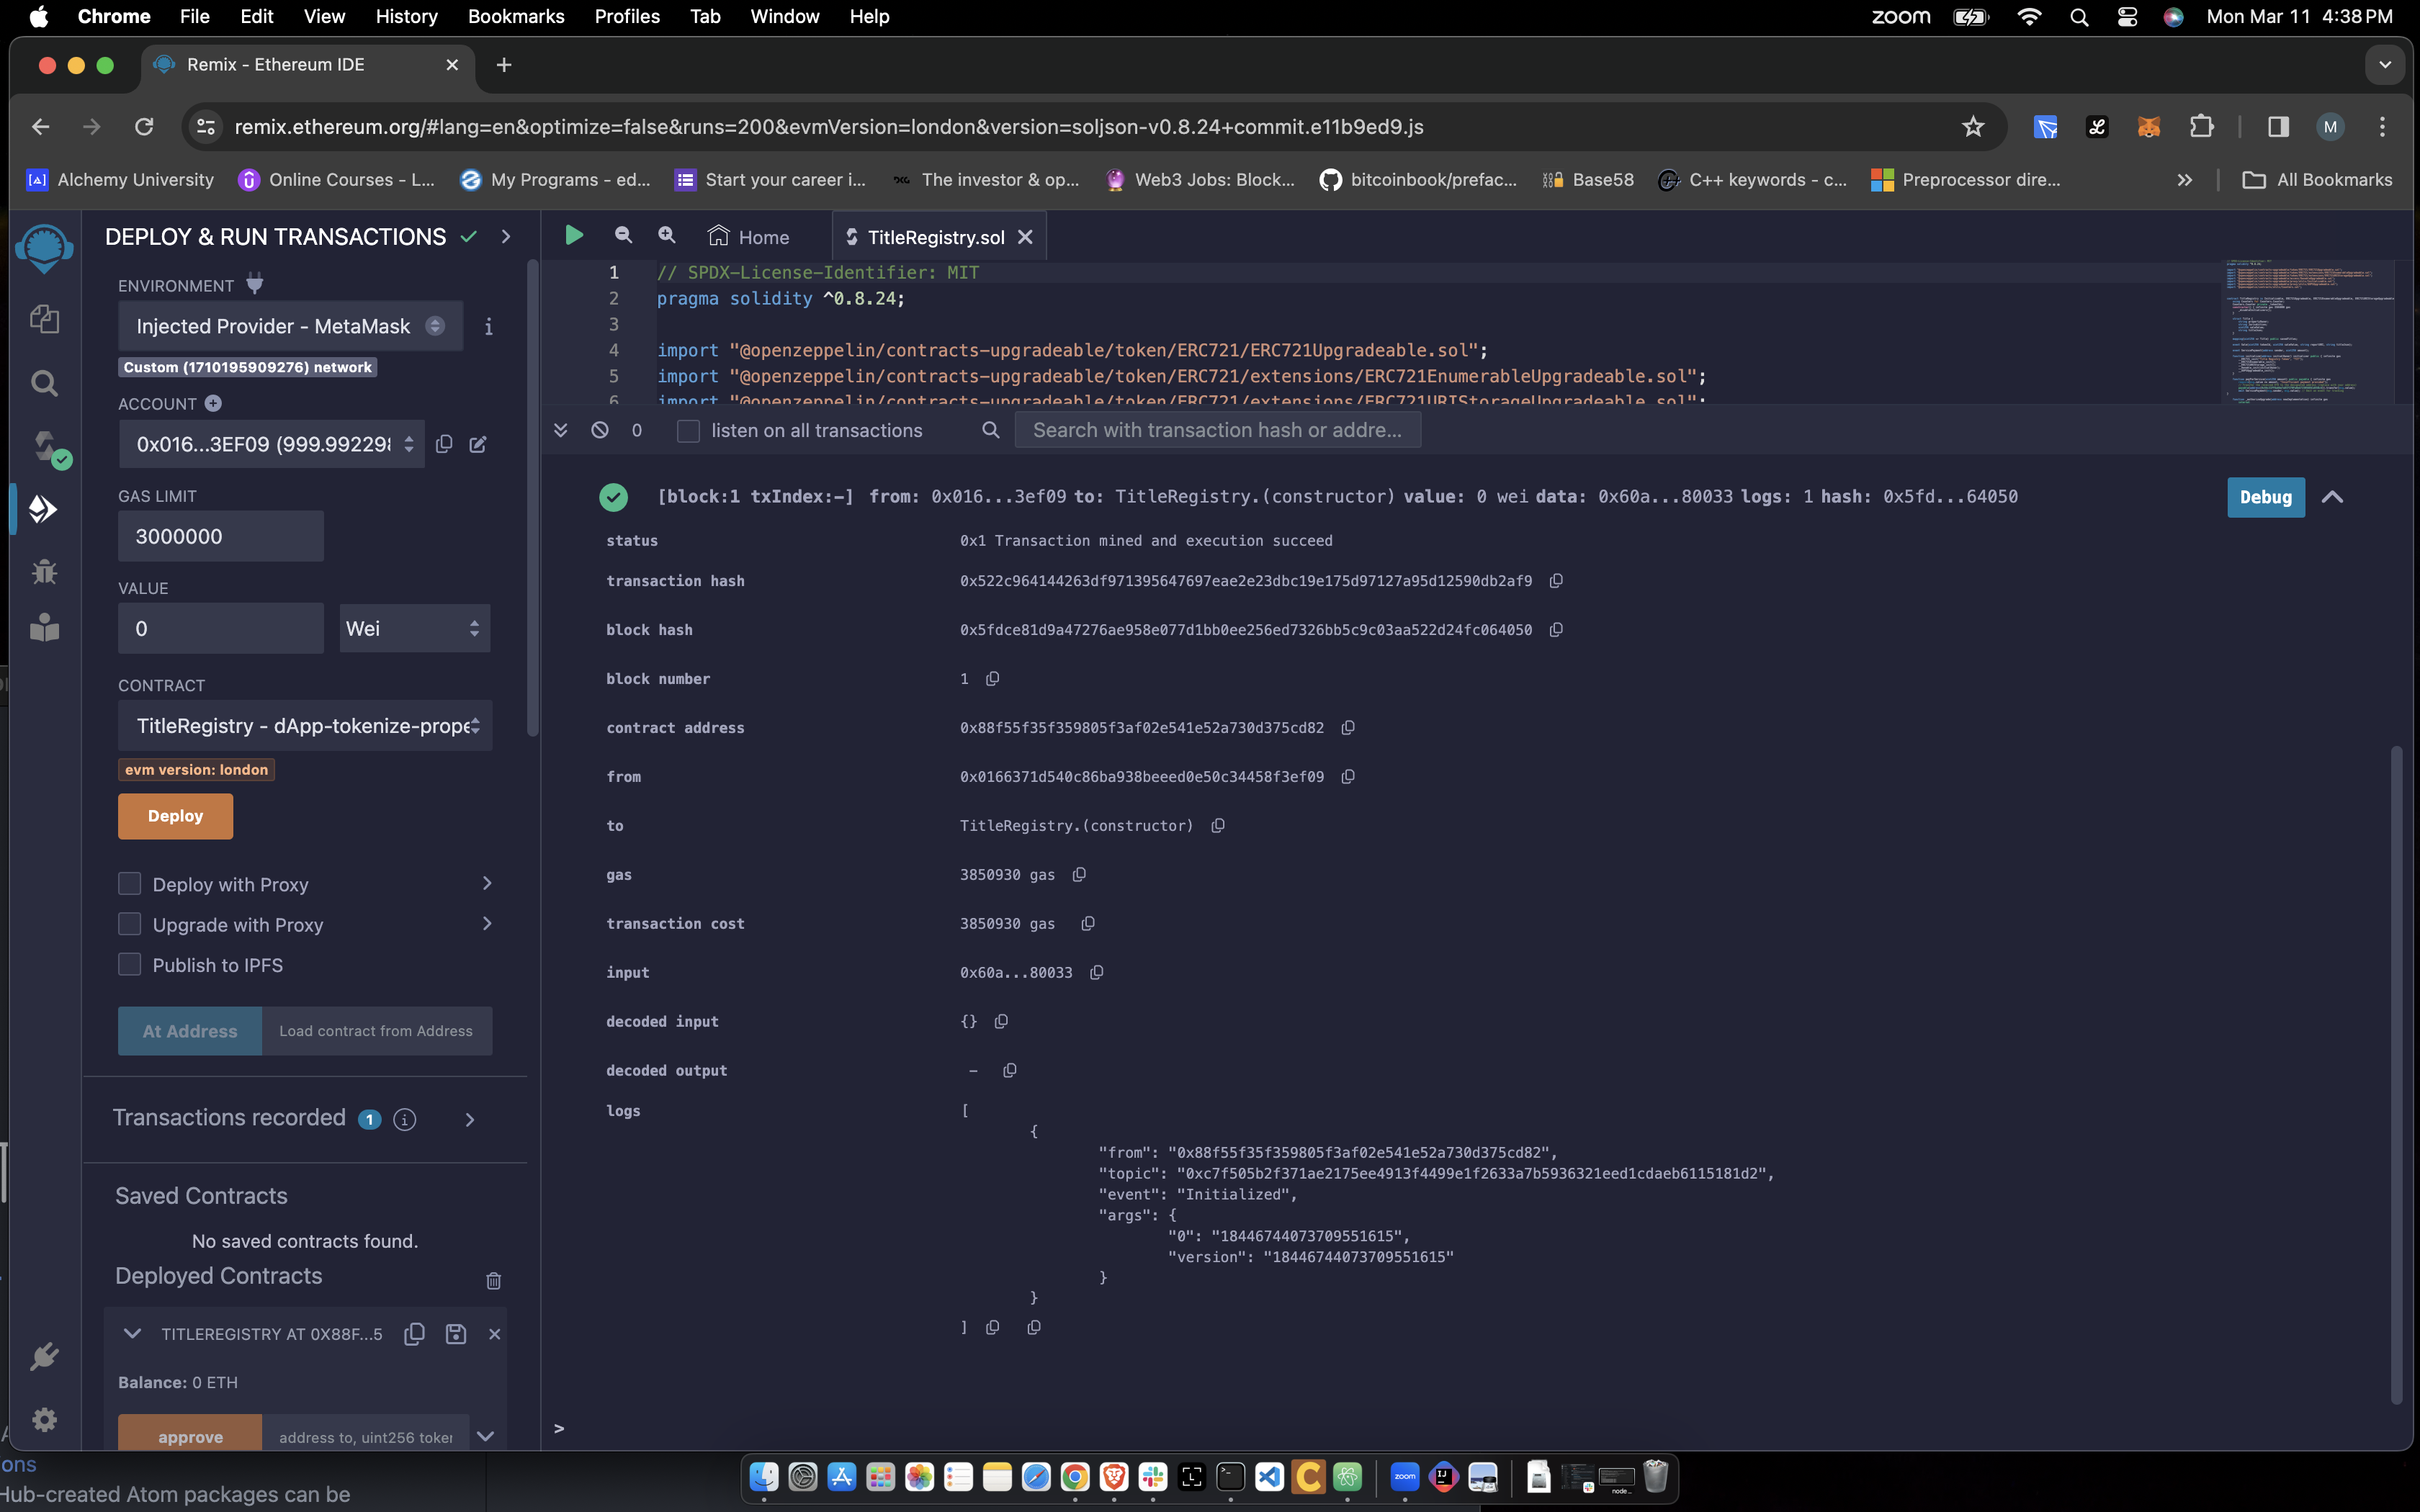 Chrome File Edit View History Bookmarks Profiles Tab Window Help zoom Mon Mar 11 4:38 PM
Remix - Ethereum IDE
remix.ethereum.org/#lang=en&optimize=false&runs=200&evmVersion=london&version=soljson-v0.8.24+commit.e11b9ed9.js M
Alchemy University Online Courses - L... My Programs - ed... Start your career i... The investor & op... Web3 Jobs: Block... bitcoinbook/prefac... Base58 C++ keywords - c... Preprocessor dire... » All Bookmarks
DEPLOY & RUN TRANSACTIONS
ENVIRONMENT
Injected Provider - MetaMask
Custom (1710195909276) network
ACCOUNT
0x016...3EF09 (999.99229
GAS LIMIT
3000000
VALUE
0 Wei
CONTRACT
TitleRegistry - dApp-tokenize-prope
evm version: london
Deploy
Deploy with Proxy
Upgrade with Proxy
Publish to IPFS
At Address Load contract from Address
Transactions recorded 1
Saved Contracts
No saved contracts found.
Deployed Contracts
TITLEREGISTRY AT 0X88F...5
Balance: 0 ETH
approve address to, uint256 token
Home TitleRegistry.sol
1 // SPDX-License-Identifier: MIT
2 pragma solidity ^0.8.24;
3
4 import "@openzeppelin/contracts-upgradeable/token/ERC721/ERC721Upgradeable.sol";
5 import "@openzeppelin/contracts-upgradeable/token/ERC721/extensions/ERC721EnumerableUpgradeable.sol";
6 import "@openzeppelin/contracts-upgradeable/token/ERC721/extensions/ERC721URIStorageUpgradeable.sol";
0 listen on all transactions Search with transaction hash or addre...
[block:1 txIndex:-] from: 0x016...3ef09 to: TitleRegistry.(constructor) value: 0 wei data: 0x60a...80033 logs: 1 hash: 0x5fd...64050 Debug
status 0x1 Transaction mined and execution succeed
transaction hash 0x522c964144263df971395647697eae2e23dbc19e175d97127a95d12590db2af9
block hash 0x5fdce81d9a47276ae958e077d1bb0ee256ed7326bb5c9c03aa522d24fc064050
block number 1
contract address 0x88f55f35f359805f3af02e541e52a730d375cd82
from 0x0166371d540c86ba938beeed0e50c34458f3ef09
to TitleRegistry.(constructor)
gas 3850930 gas
transaction cost 3850930 gas
input 0x60a...80033
decoded input {}
decoded output -
logs [
{
"from": "0x88f55f35f359805f3af02e541e52a730d375cd82",
"topic": "0xc7f505b2f371ae2175ee4913f4499e1f2633a7b5936321eed1cdaeb6115181d2",
"event": "Initialized",
"args": {
"0": "18446744073709551615",
"version": "18446744073709551615"
}
}
]
>
ons
Hub-created Atom packages can be